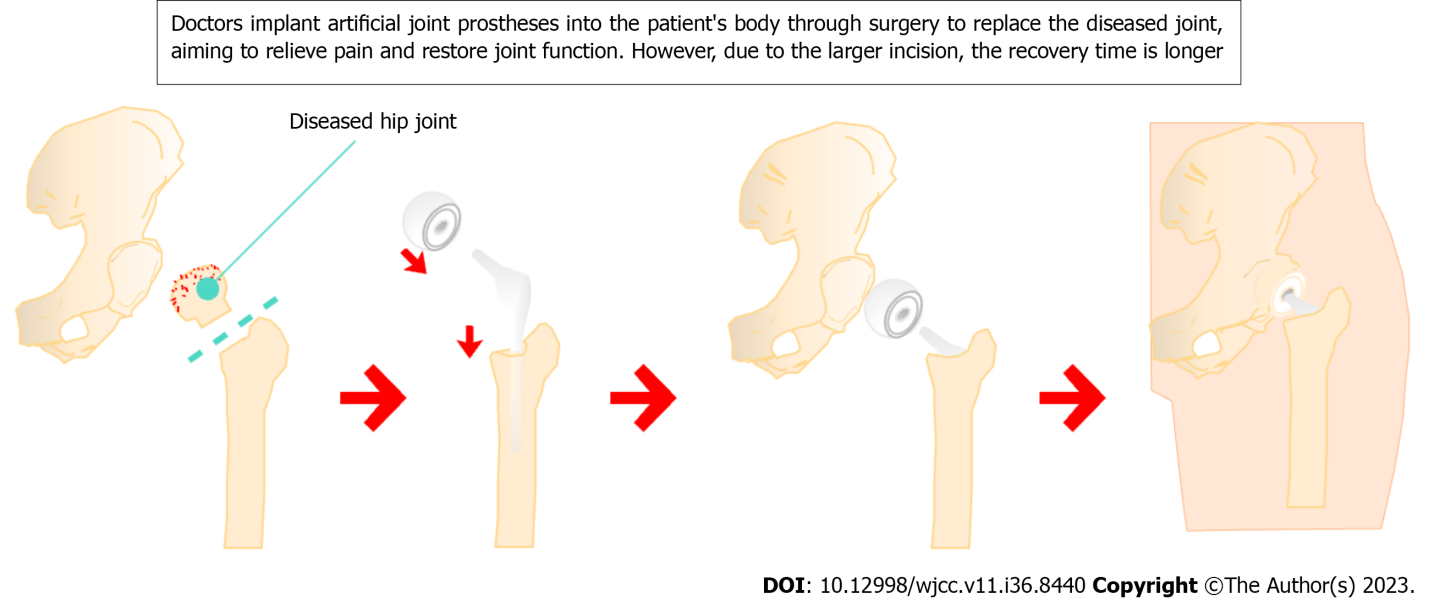 Doctors implant artificial joint prostheses into the patient's body through surgery to replace the diseased joint,
aiming to relieve pain and restore joint function. However, due to the larger incision, the recovery time is longer
Diseased hip joint
DOI: 10.12998/wjcc.v11.i36.8440 Copyright ©The Author(s) 2023.